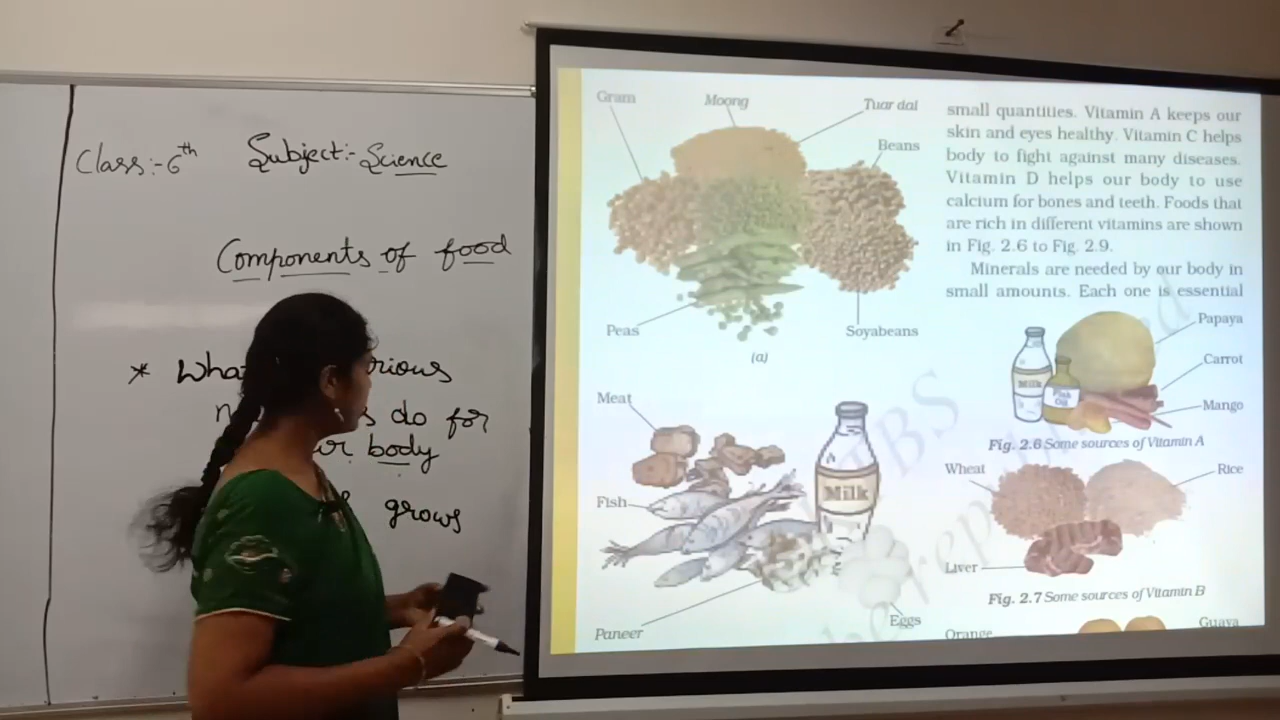 Class:- 6th Subject:- Science
Components of food
* rious
do for
body
grows
Gram
Moong
Tuar dal
Beans
Peas
Soyabeans
(a)
Meat
Milk
Fish
Paneer
Eggs
small quantities. Vitamin A keeps our
skin and eyes healthy. Vitamin C helps
body to fight against many diseases.
Vitamin D helps our body to use
calcium for bones and teeth. Foods that
are rich in different vitamins are shown
in Fig. 2.6 to Fig. 2.9.
Minerals are needed by our body in
small amounts. Each one is essential
Papaya
Milk
Fish
Oil
Carrot
Mango
Fig. 2.6 Some sources of Vitamin A
Wheat
Rice
Liver
Fig. 2.7 Some sources of Vitamin B
Orange
Guava